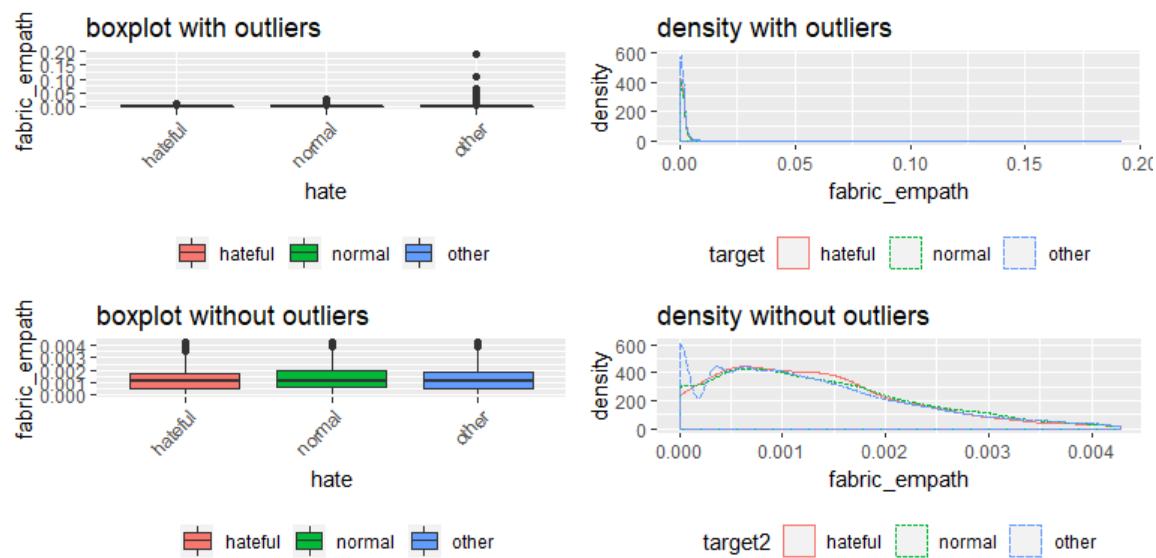 boxplot with outliers
fabric_empath
0.20
0.15
0.10
0.05
0.00
hateful
normal
other
hate
hateful normal other
density with outliers
density
600
400
200
0
0.00 0.05 0.10 0.15 0.20
fabric_empath
target hateful normal other
boxplot without outliers
fabric_empath
0.004
0.003
0.002
0.001
0.000
hateful
normal
other
hate
hateful normal other
density without outliers
density
600
400
200
0
0.000 0.001 0.002 0.003 0.004
fabric_empath
target2 hateful normal other